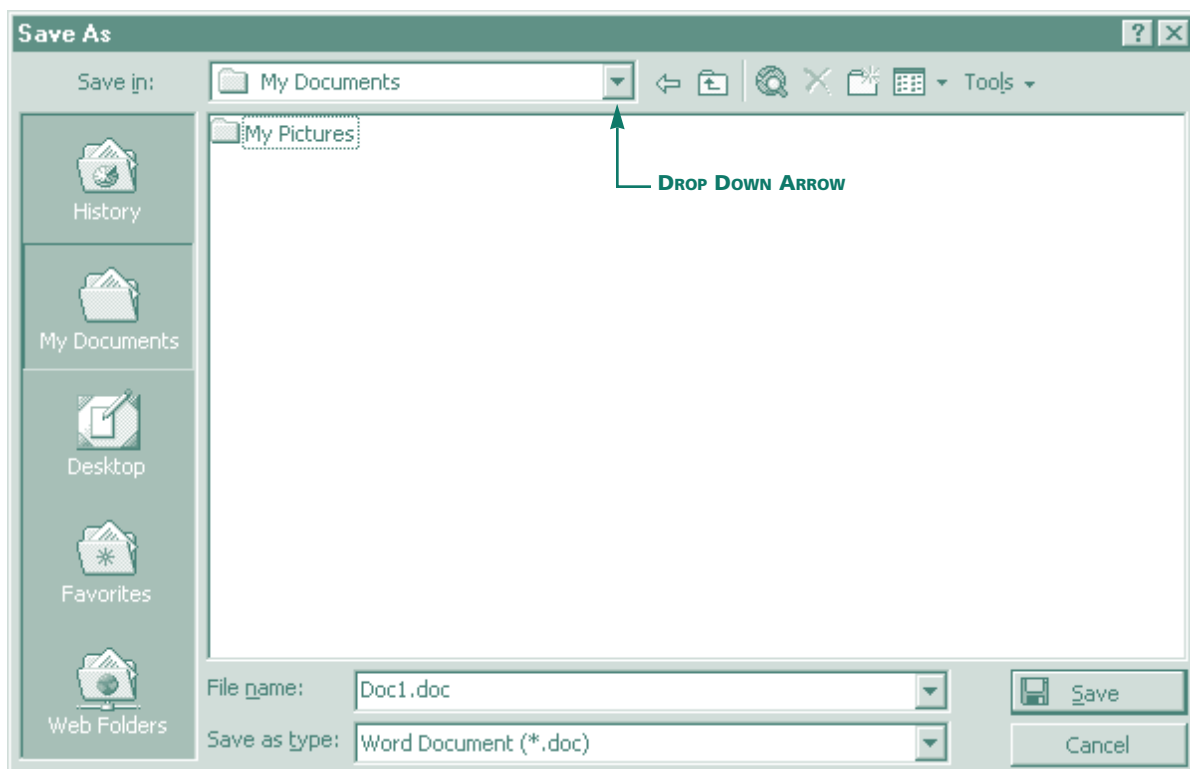 Save As
Save in:
My Documents
Tools
My Pictures
DROP DOWN ARROW
History
My Documents
Desktop
Favorites
Web Folders
File name:
Doc1.doc
Save
Save as type:
Word Document (*.doc)
Cancel